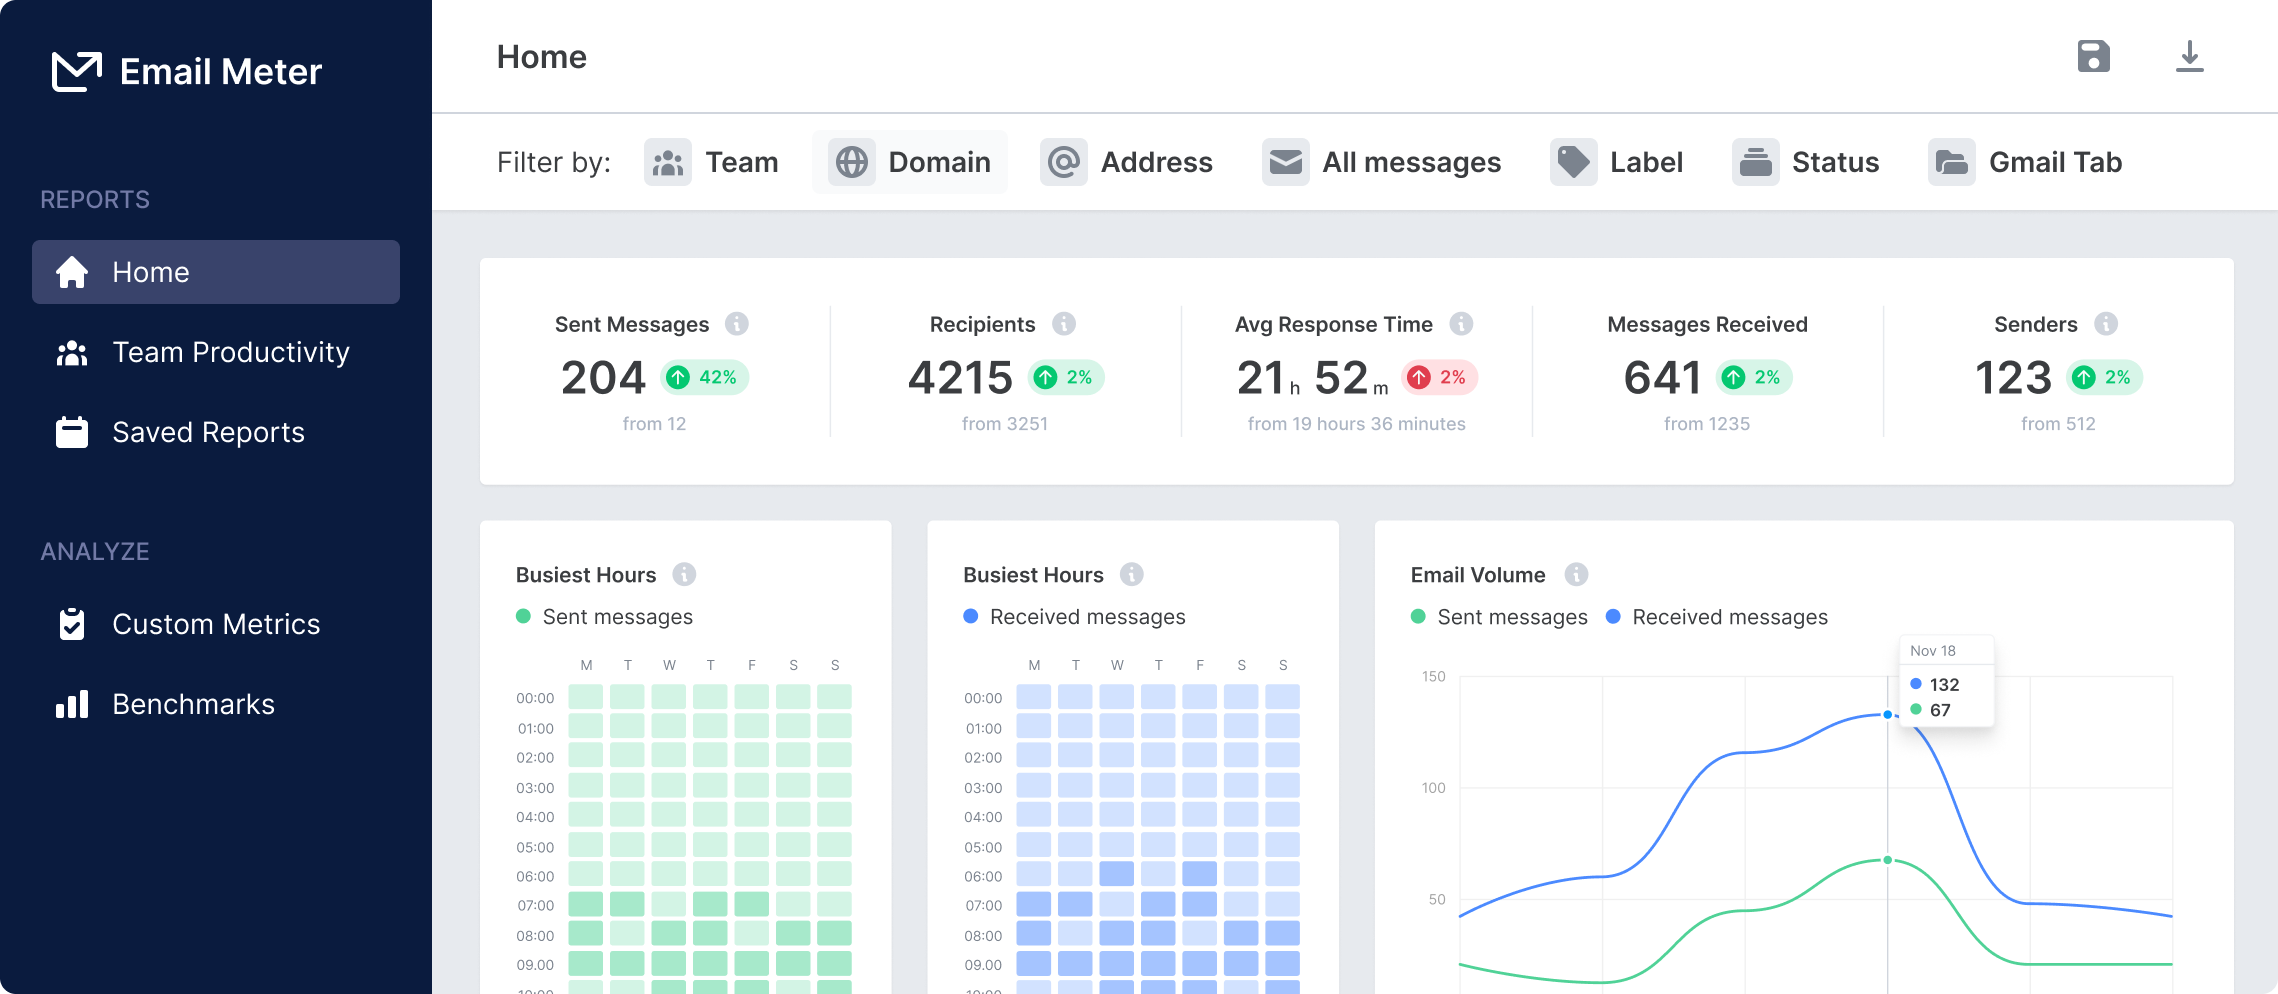 Email Meter
REPORTS
Home
Team Productivity
Saved Reports
ANALYZE
Custom Metrics
Benchmarks
Home
Filter by: Team Domain Address All messages Label Status Gmail Tab
Sent Messages
204 42%
from 12
Recipients
4215 2%
from 3251
Avg Response Time
21 h 52 m 2%
from 19 hours 36 minutes
Messages Received
641 2%
from 1235
Senders
123 2%
from 512
Busiest Hours
Sent messages
M T W T F S S
00:00
01:00
02:00
03:00
04:00
05:00
06:00
07:00
08:00
09.00
Busiest Hours
Received messages
M T W T F S S
00:00
01:00
02:00
03:00
04:00
05:00
06:00
07:00
08:00
09.00
Email Volume
Sent messages Received messages
Nov 18
132
67
150
100
50